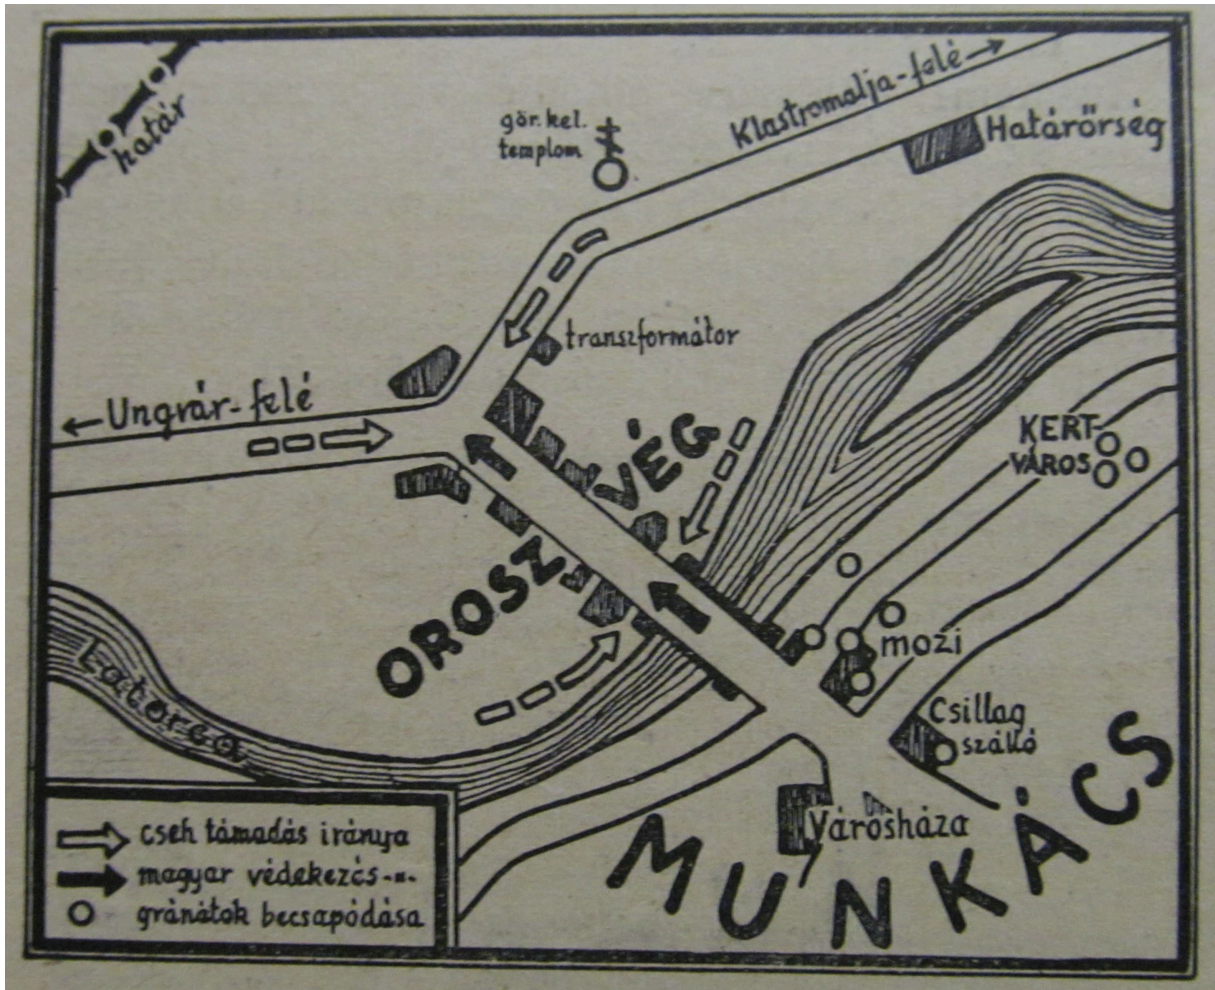 határ
gör. kel.
templom
Klastromalja-felé→
Határőrség
transzformátor
←Ungvár-felé
KERT-
VÁROS
OROSZ
VÉG
mozi
Latorca
Csillag
szálló
Városháza
MUNKÁCS
cseh támadás iránya
magyar védekezés -"-
gránátok becsapódása